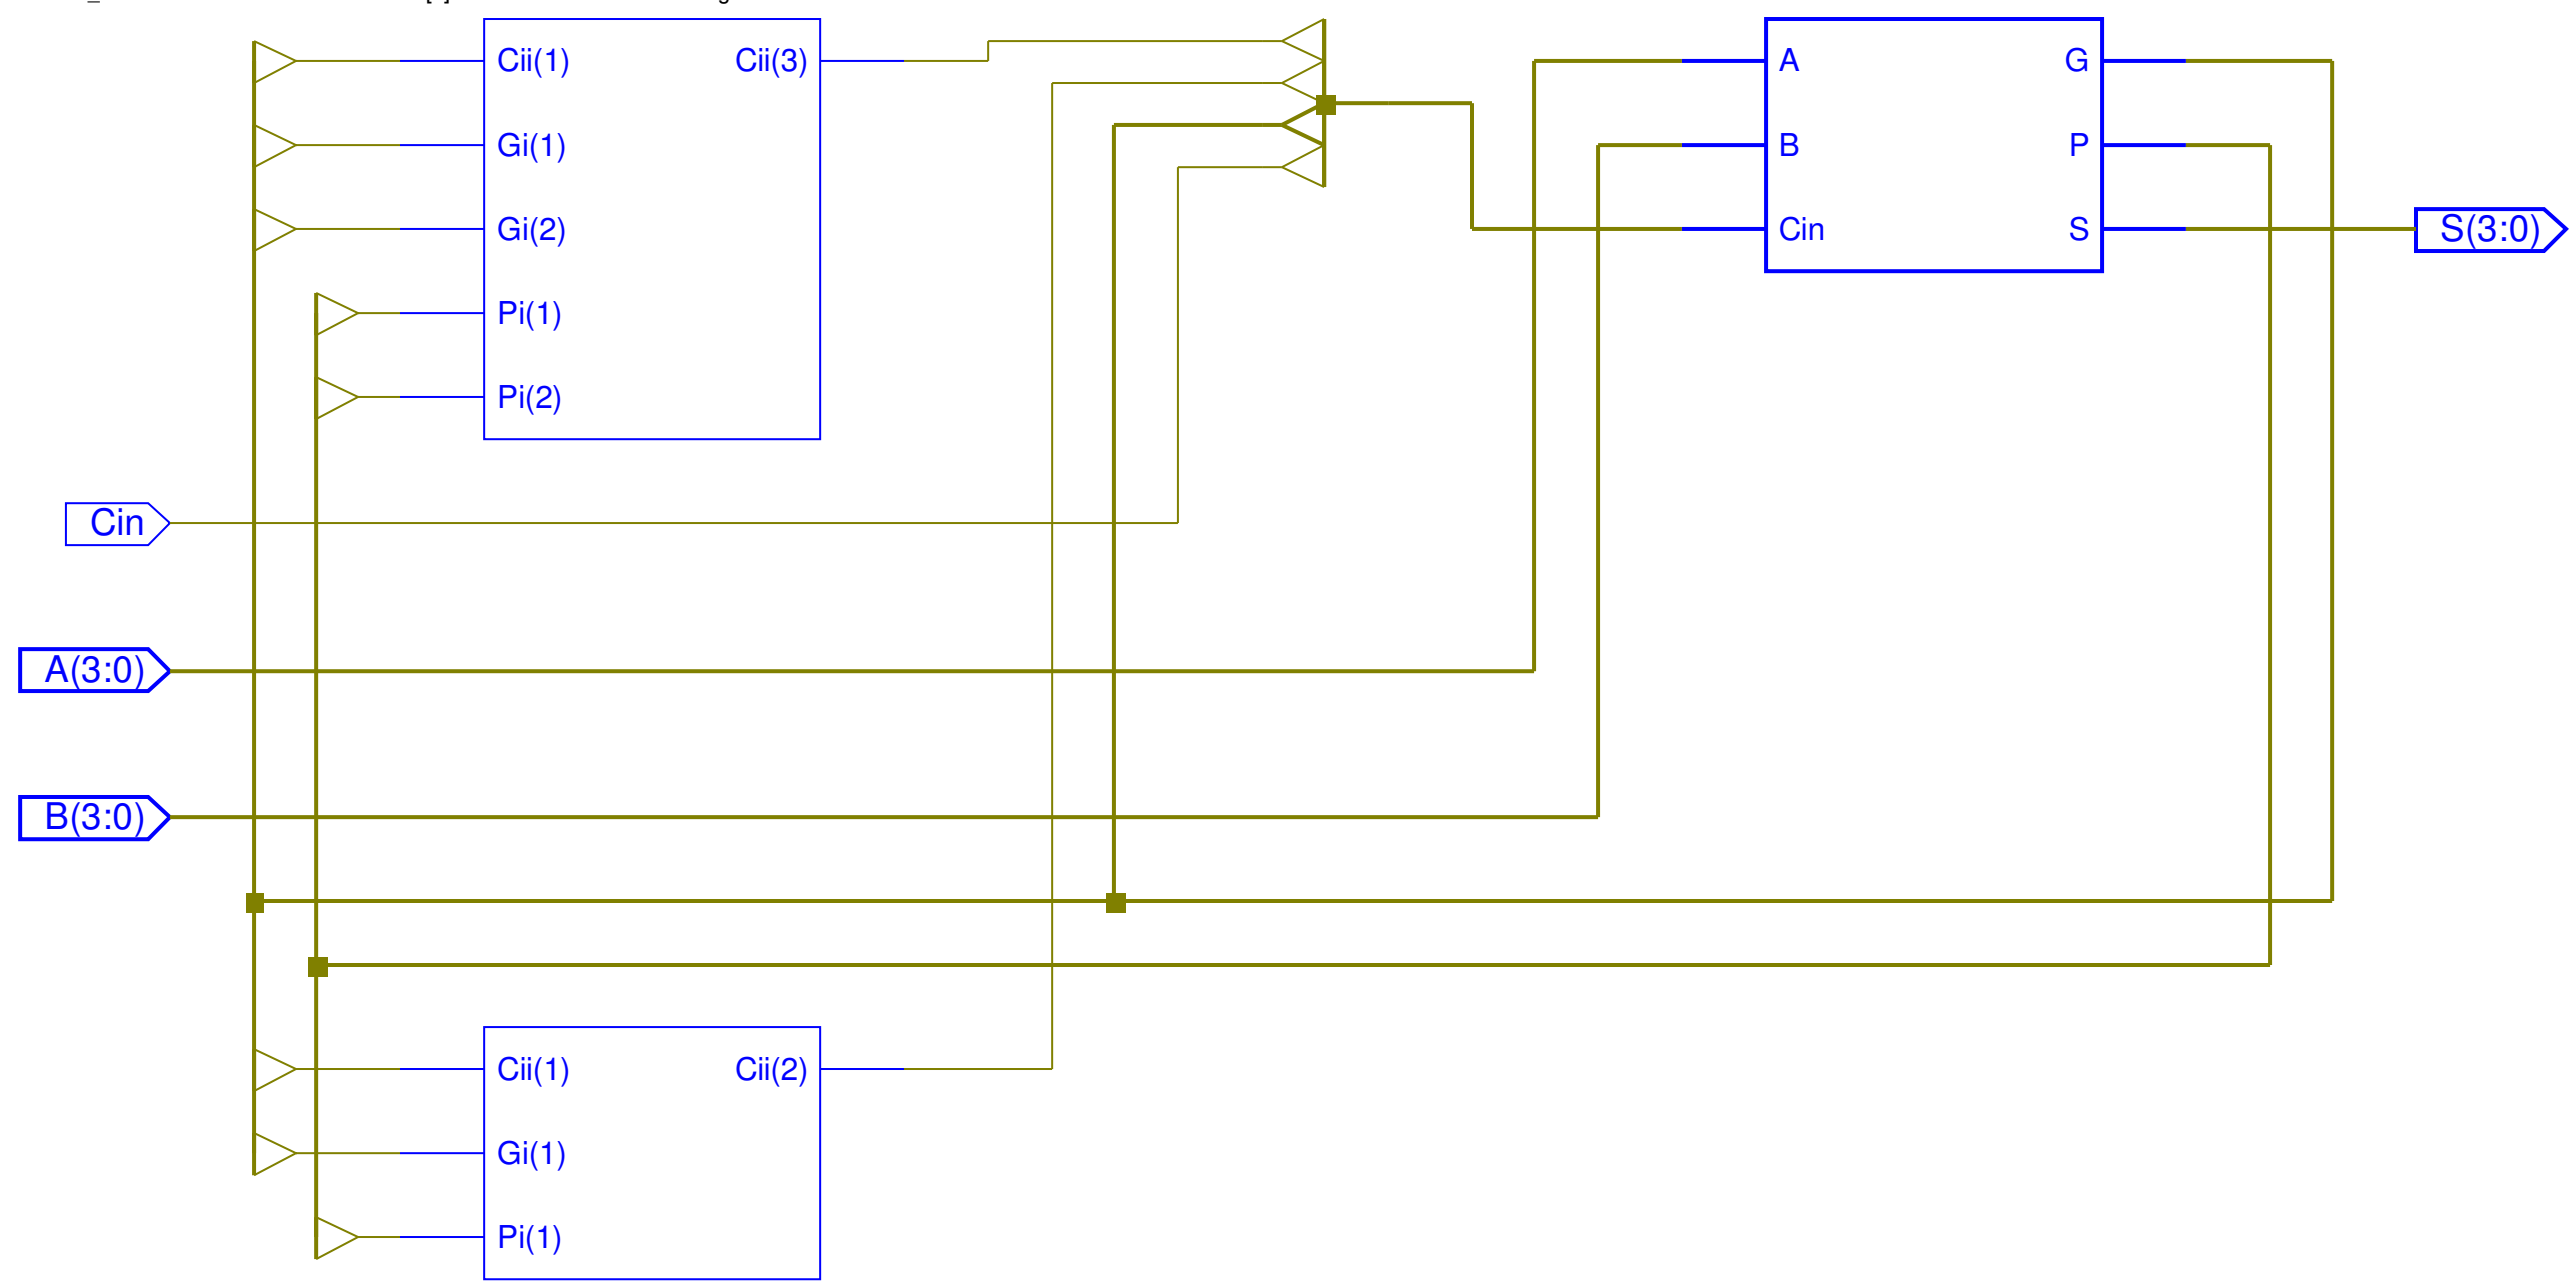 Cii(1)
Cii(3)
Gi(1)
Gi(2)
Pi(1)
Pi(2)
A
G
B
P
Cin
S
S(3:0)
Cin
A(3:0)
B(3:0)
Cii(1)
Cii(2)
Gi(1)
Pi(1)